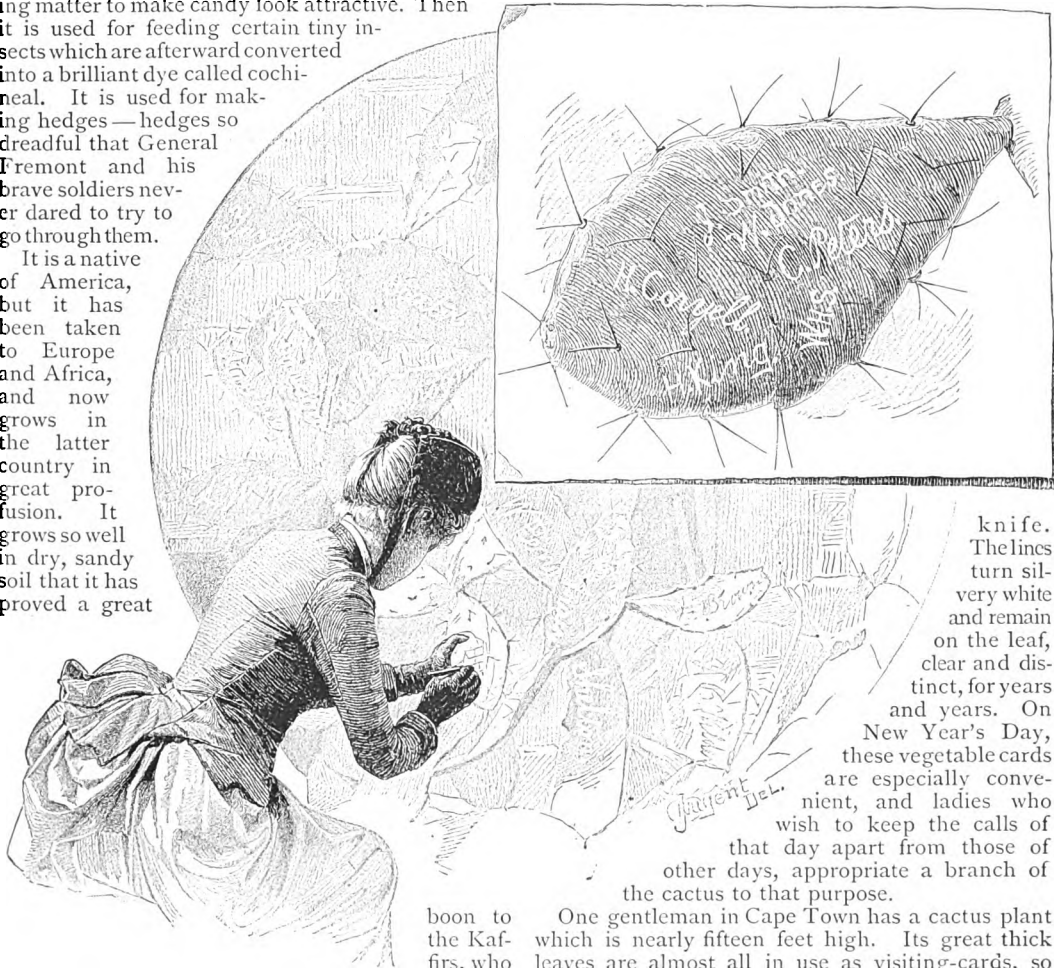 ing matter to make candy look attractive. Then
it is used for feeding certain tiny in-
sects which are afterward converted
into a brilliant dye called cochi-
neal. It is used for mak-
ing hedges — hedges so
dreadful that General
Fremont and his
brave soldiers nev-
er dared to try to
go through them.
It is a native
of America,
but it has
been taken
to Europe
and Africa,
and now
grows in
the latter
country in
great pro-
fusion. It
grows so well
in dry, sandy
soil that it has
proved a great
boon to
the Kaf-
firs, who
J. Smith
W. Jones
C. Peters
H. Connell
H. King.
Miss
Brown
Del.
knife.
The lines
turn sil-
very white
and remain
on the leaf,
clear and dis-
tinct, for years
and years. On
New Year's Day,
these vegetable cards
are especially conve-
nient, and ladies who
wish to keep the calls of
that day apart from those of
other days, appropriate a branch of
the cactus to that purpose.
One gentleman in Cape Town has a cactus plant
which is nearly fifteen feet high. Its great thick
leaves are almost all in use as visiting-cards, so